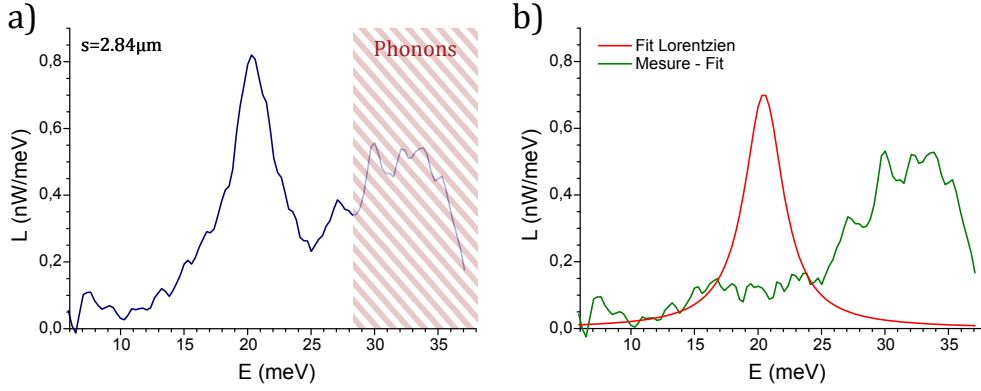 a)
s=2.84μm
Phonons
0,8
0,6
0,4
0,2
0,0
L (nW/meV)
10 15 20 25 30 35
E (meV)
b)
Fit Lorentzien
Mesure - Fit
0,8
0,6
0,4
0,2
0,0
L (nW/meV)
10 15 20 25 30 35
E (meV)